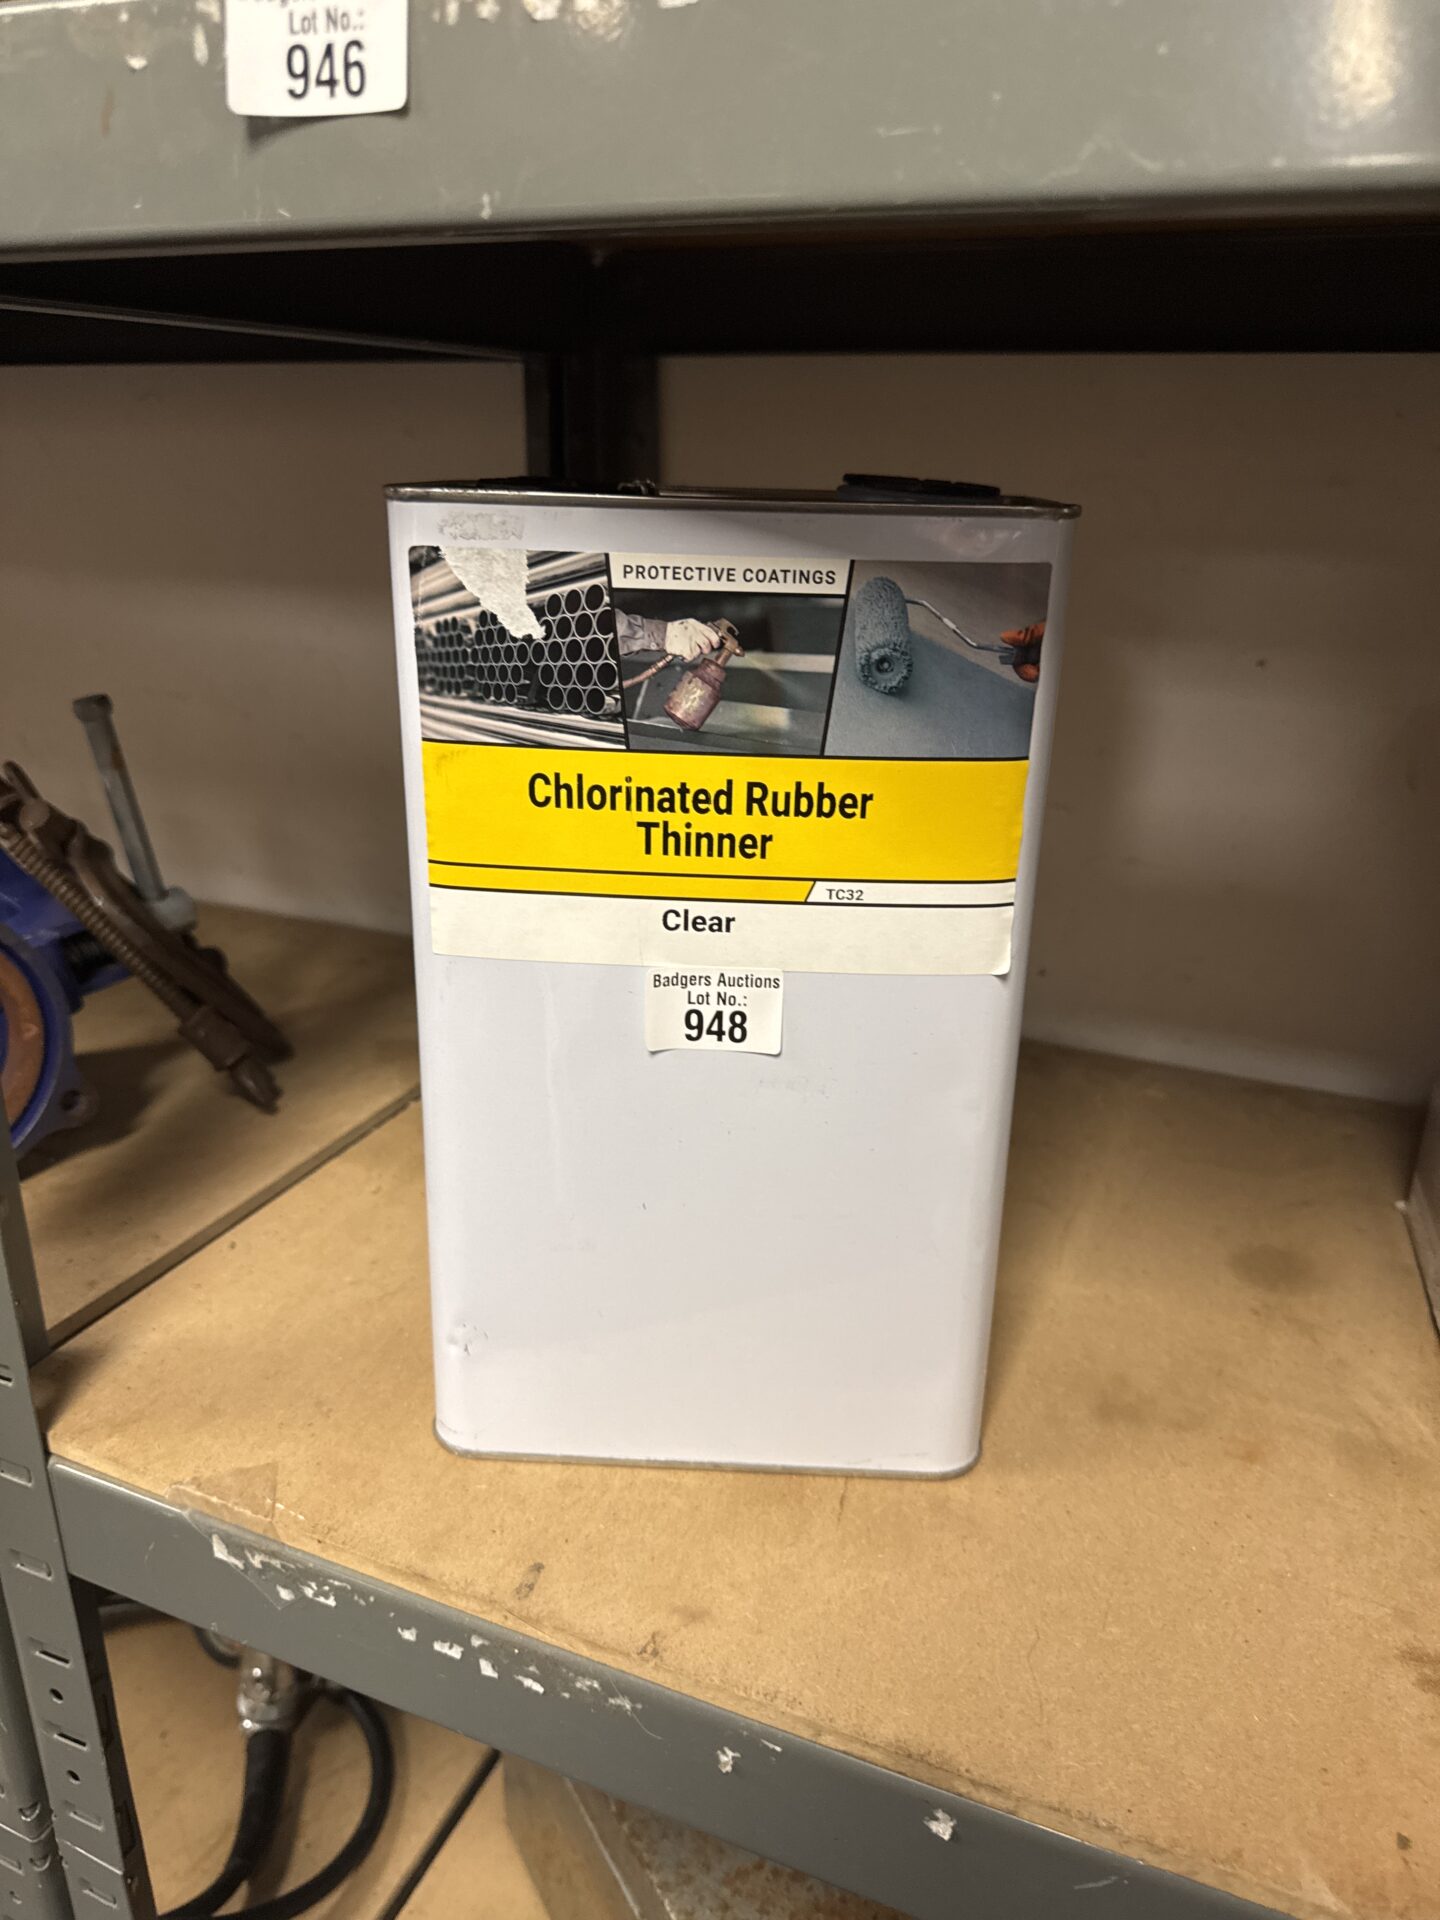 Lot No.:
946
PROTECTIVE COATINGS
Chlorinated Rubber
Thinner
TC32
Clear
Badgers Auctions
Lot No.:
948